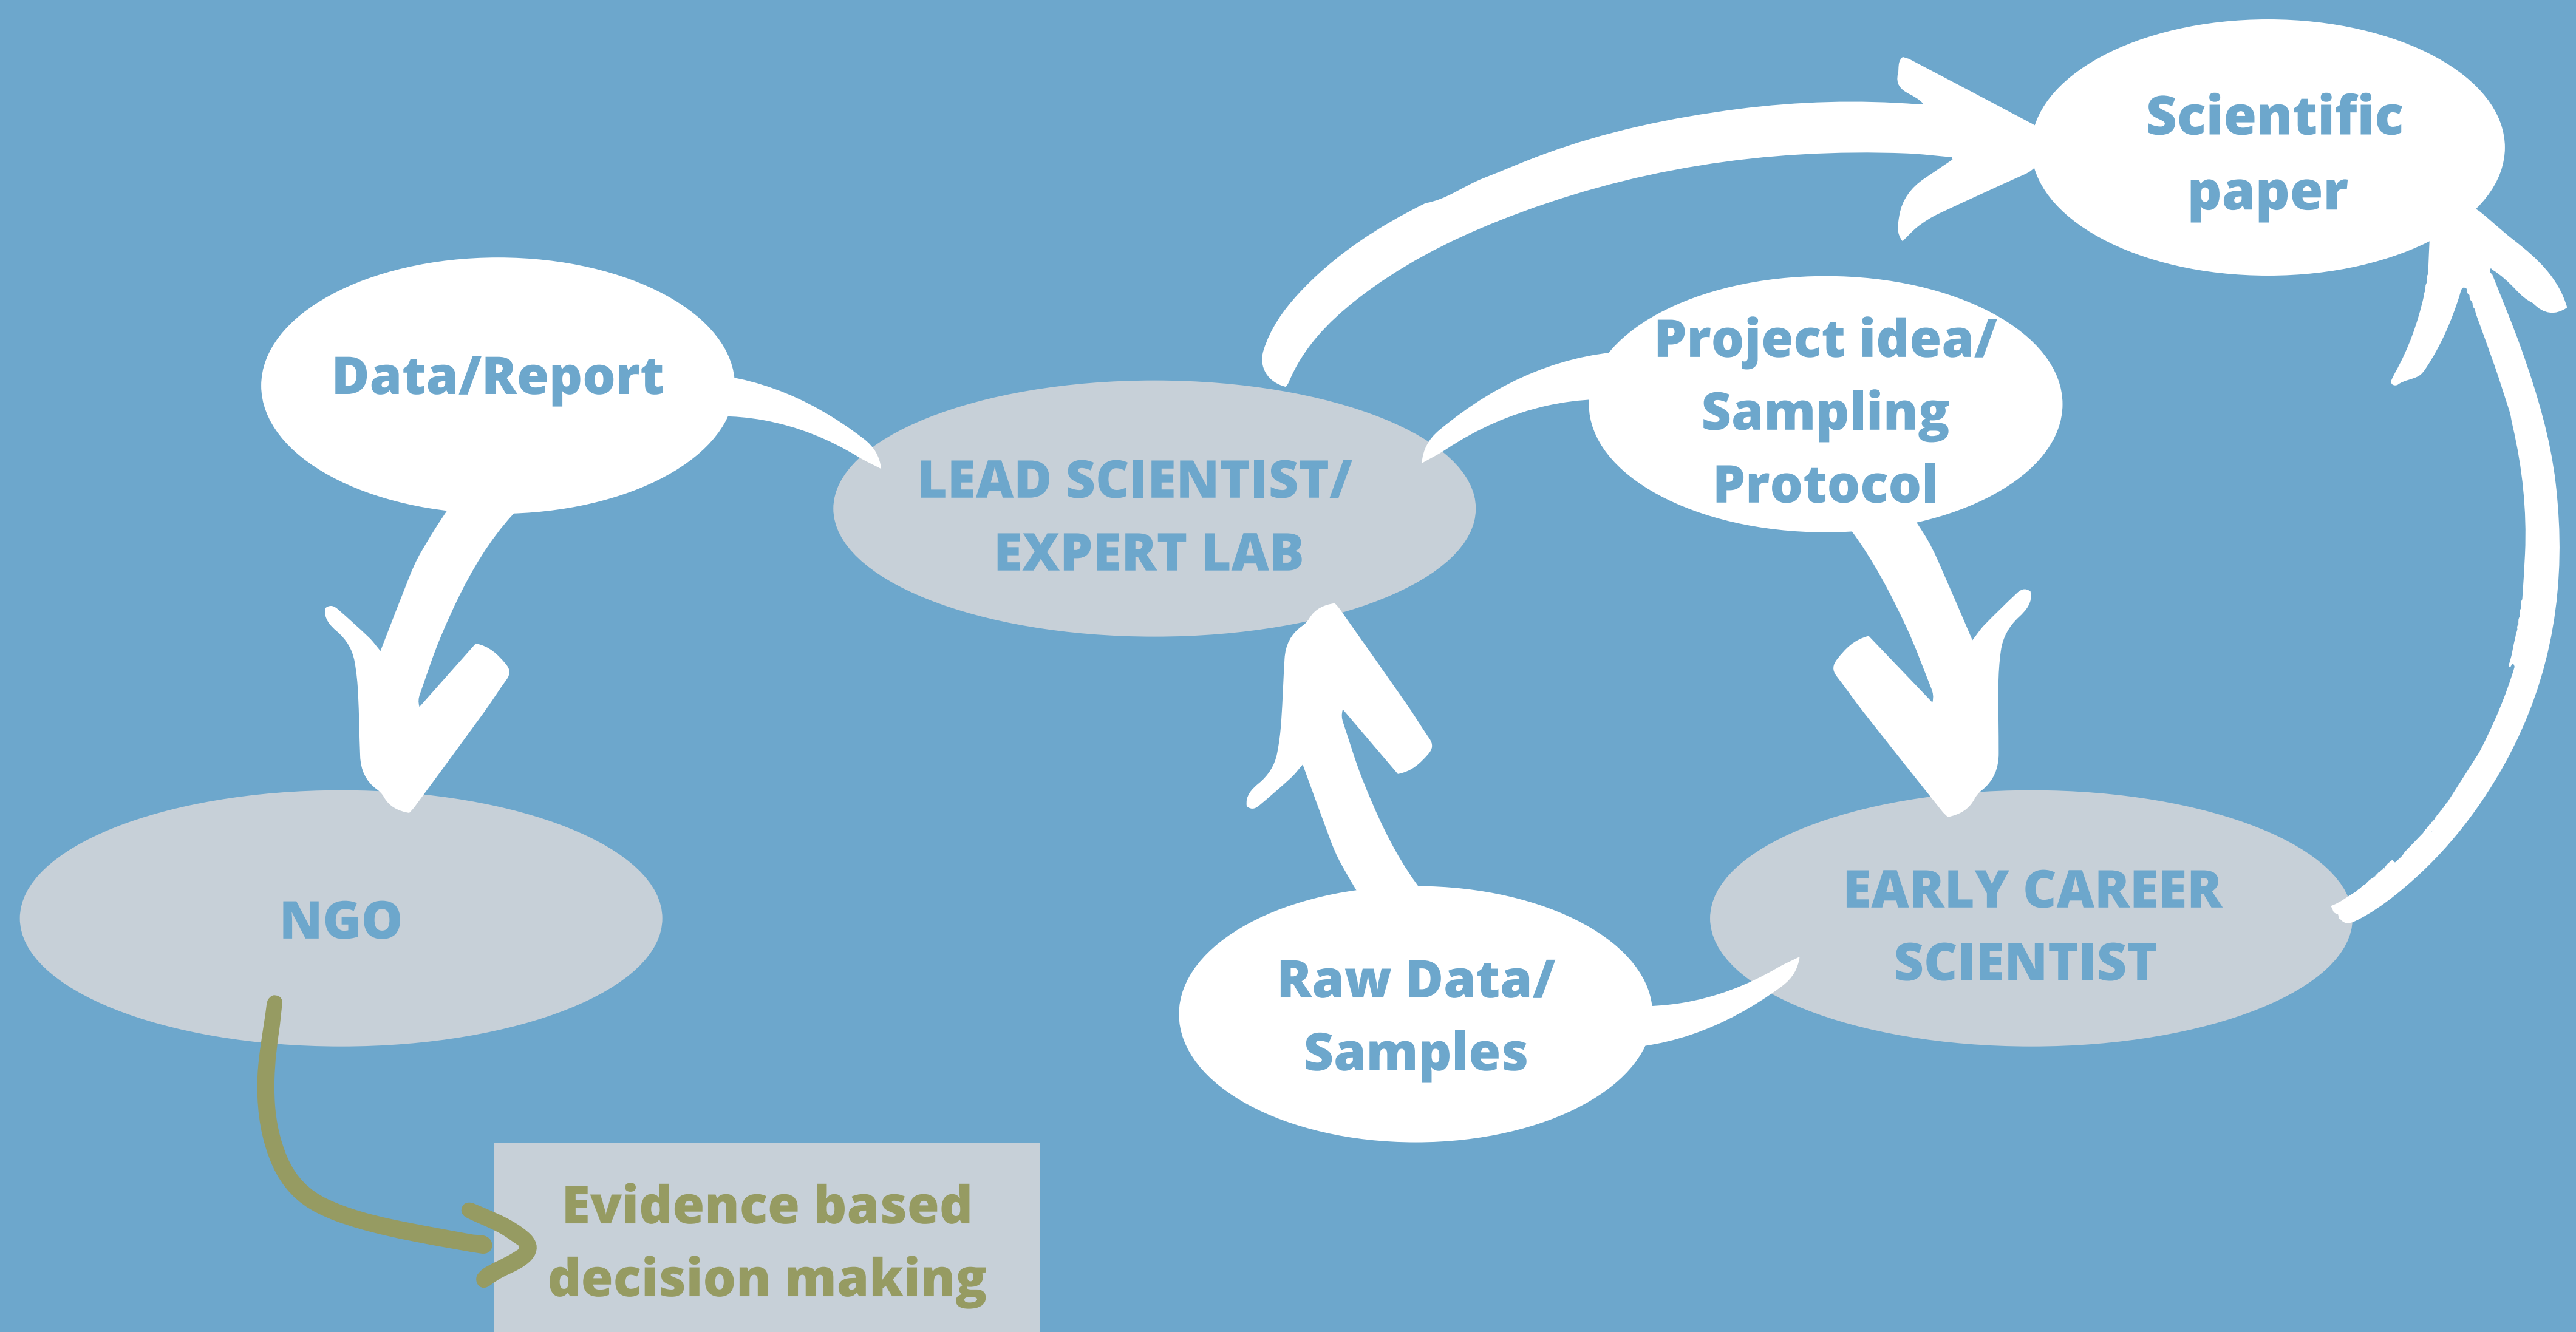 Scientific
paper
Data/Report
Project idea/
Sampling
Protocol
LEAD SCIENTIST/
EXPERT LAB
NGO
EARLY CAREER
SCIENTIST
Raw Data/
Samples
Evidence based
decision making